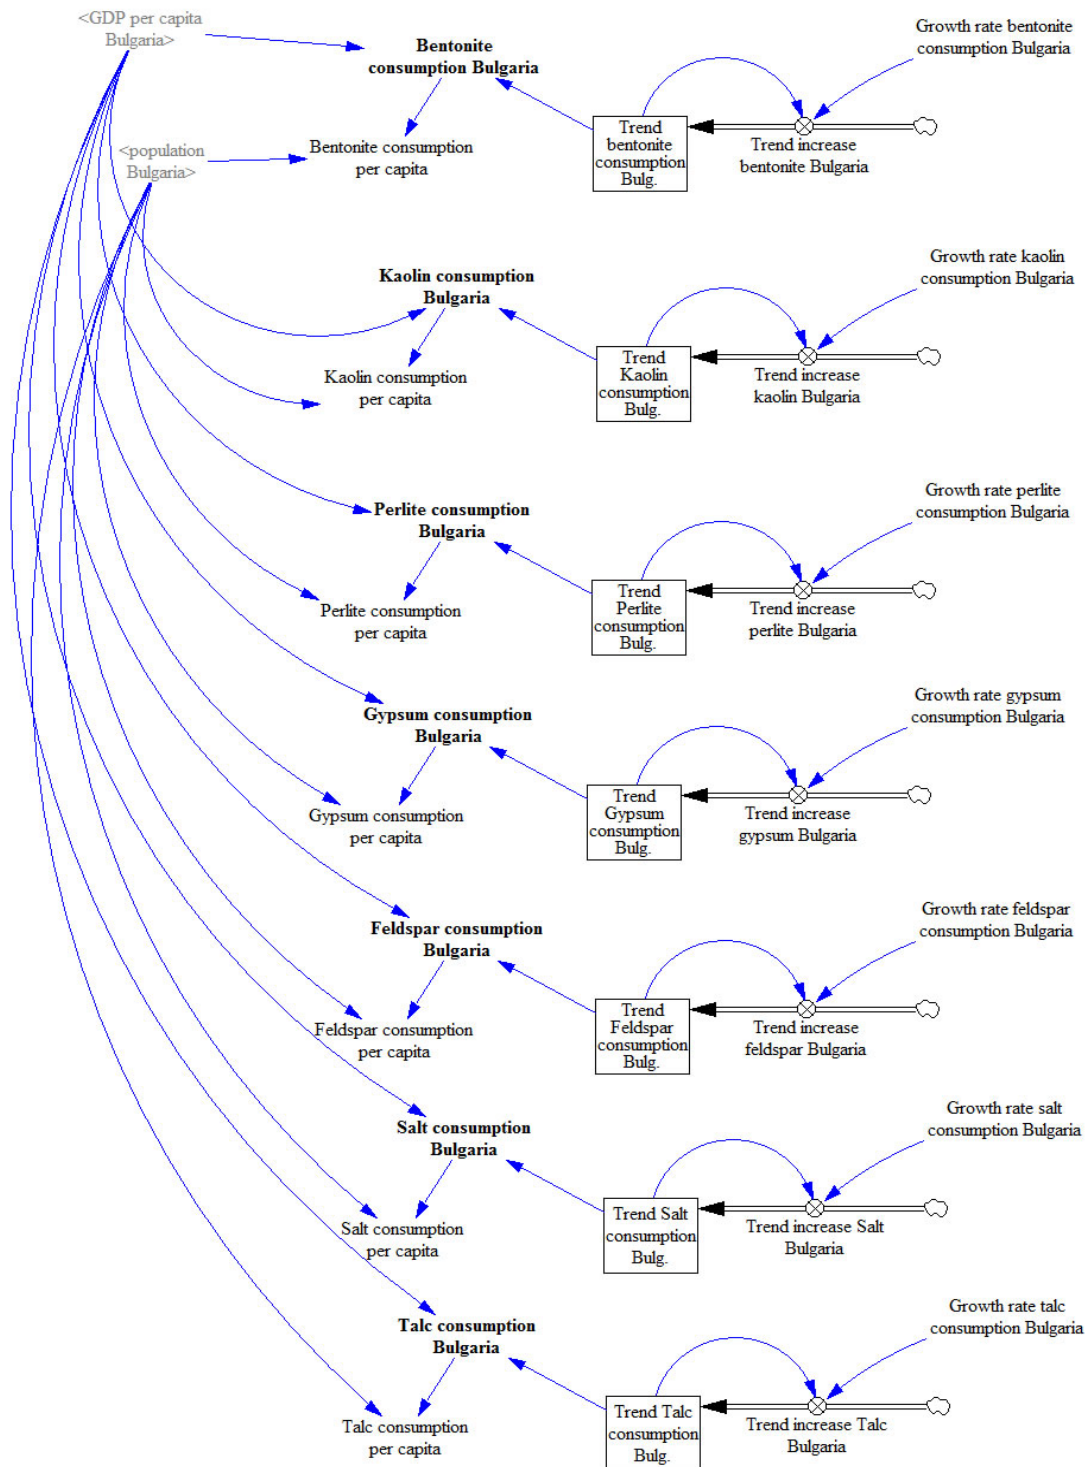 <GDP per capita
Bulgaria>
Bentonite
consumption Bulgaria
Growth rate bentonite
consumption Bulgaria
Trend
bentonite
consumption
Bulg.
Trend increase
bentonite Bulgaria
Bentonite consumption
per capita
<population
Bulgaria>
Kaolin consumption
Bulgaria
Growth rate kaolin
consumption Bulgaria
Trend
Kaolin
consumption
Bulg.
Trend increase
kaolin Bulgaria
Kaolin consumption
per capita
Perlite consumption
Bulgaria
Growth rate perlite
consumption Bulgaria
Trend
Perlite
consumption
Bulg.
Trend increase
perlite Bulgaria
Perlite consumption
per capita
Gypsum consumption
Bulgaria
Growth rate gypsum
consumption Bulgaria
Trend
Gypsum
consumption
Bulg.
Trend increase
gypsum Bulgaria
Gypsum consumption
per capita
Feldspar consumption
Bulgaria
Growth rate feldspar
consumption Bulgaria
Trend
Feldspar
consumption
Bulg.
Trend increase
feldspar Bulgaria
Feldspar consumption
per capita
Salt consumption
Bulgaria
Growth rate salt
consumption Bulgaria
Trend Salt
consumption
Bulg.
Trend increase Salt
Bulgaria
Salt consumption
per capita
Talc consumption
Bulgaria
Growth rate talc
consumption Bulgaria
Trend Talc
consumption
Bulg.
Trend increase Talc
Bulgaria
Talc consumption
per capita